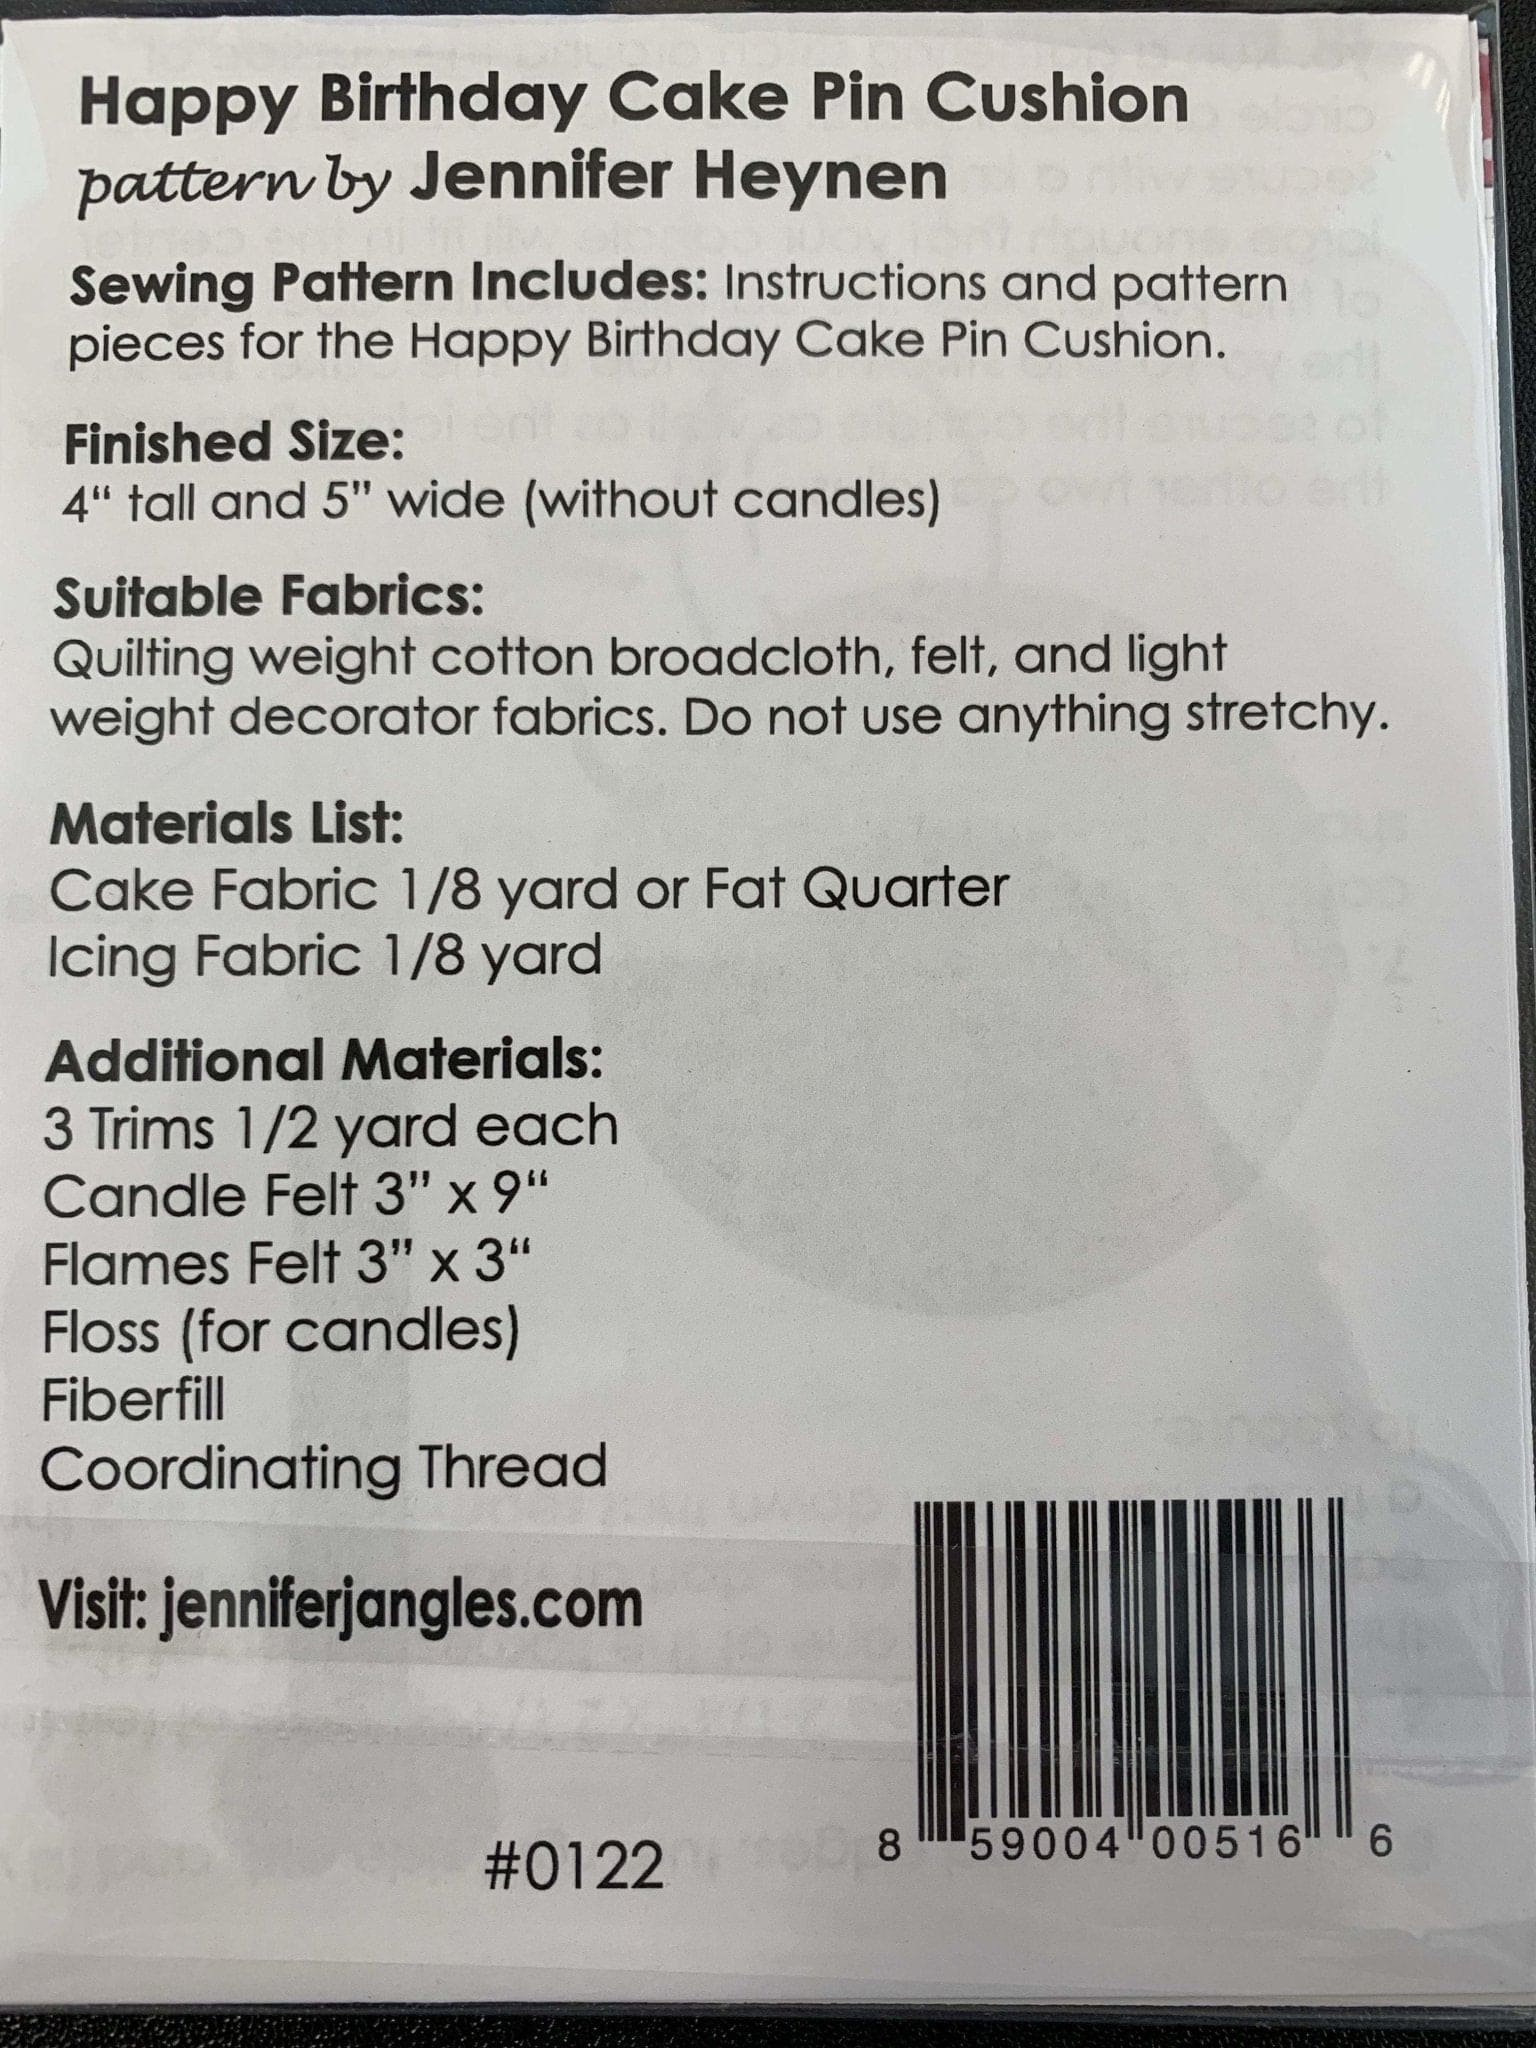 Happy Birthday Cake Pin Cushion
pattern by Jennifer Heynen
Sewing Pattern Includes: Instructions and pattern
pieces for the Happy Birthday Cake Pin Cushion.
Finished Size:
4“ tall and 5” wide (without candles)
Suitable Fabrics:
Quilting weight cotton broadcloth, felt, and light
weight decorator fabrics. Do not use anything stretchy.
Materials List:
Cake Fabric 1/8 yard or Fat Quarter
Icing Fabric 1/8 yard
Additional Materials:
3 Trims 1/2 yard each
Candle Felt 3” x 9“
Flames Felt 3” x 3“
Floss (for candles)
Fiberfill
Coordinating Thread
Visit: jenniferjangles.com
#0122
8 59004 00516 6